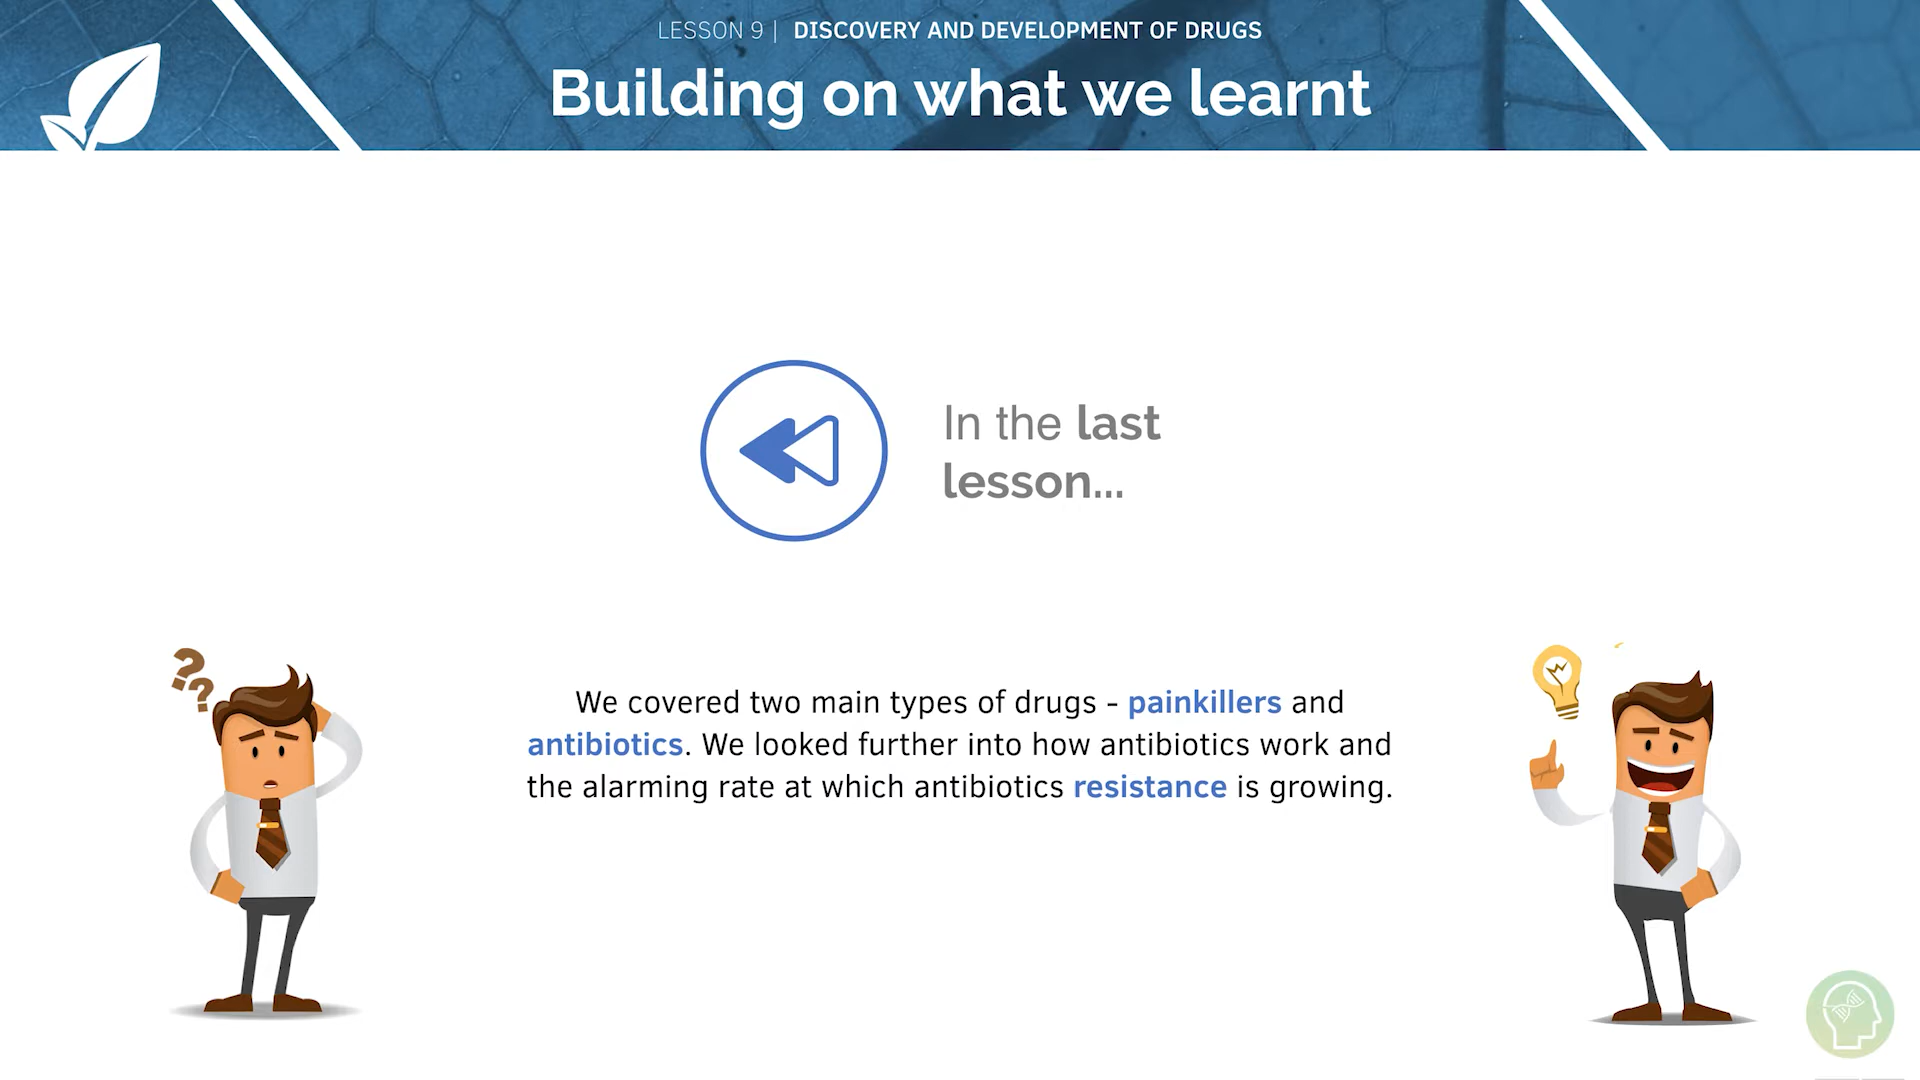 LESSON 9 | DISCOVERY AND DEVELOPMENT OF DRUGS
Building on what we learnt
In the last
lesson...
? ?
We covered two main types of drugs - painkillers and
antibiotics. We looked further into how antibiotics work and
the alarming rate at which antibiotics resistance is growing.